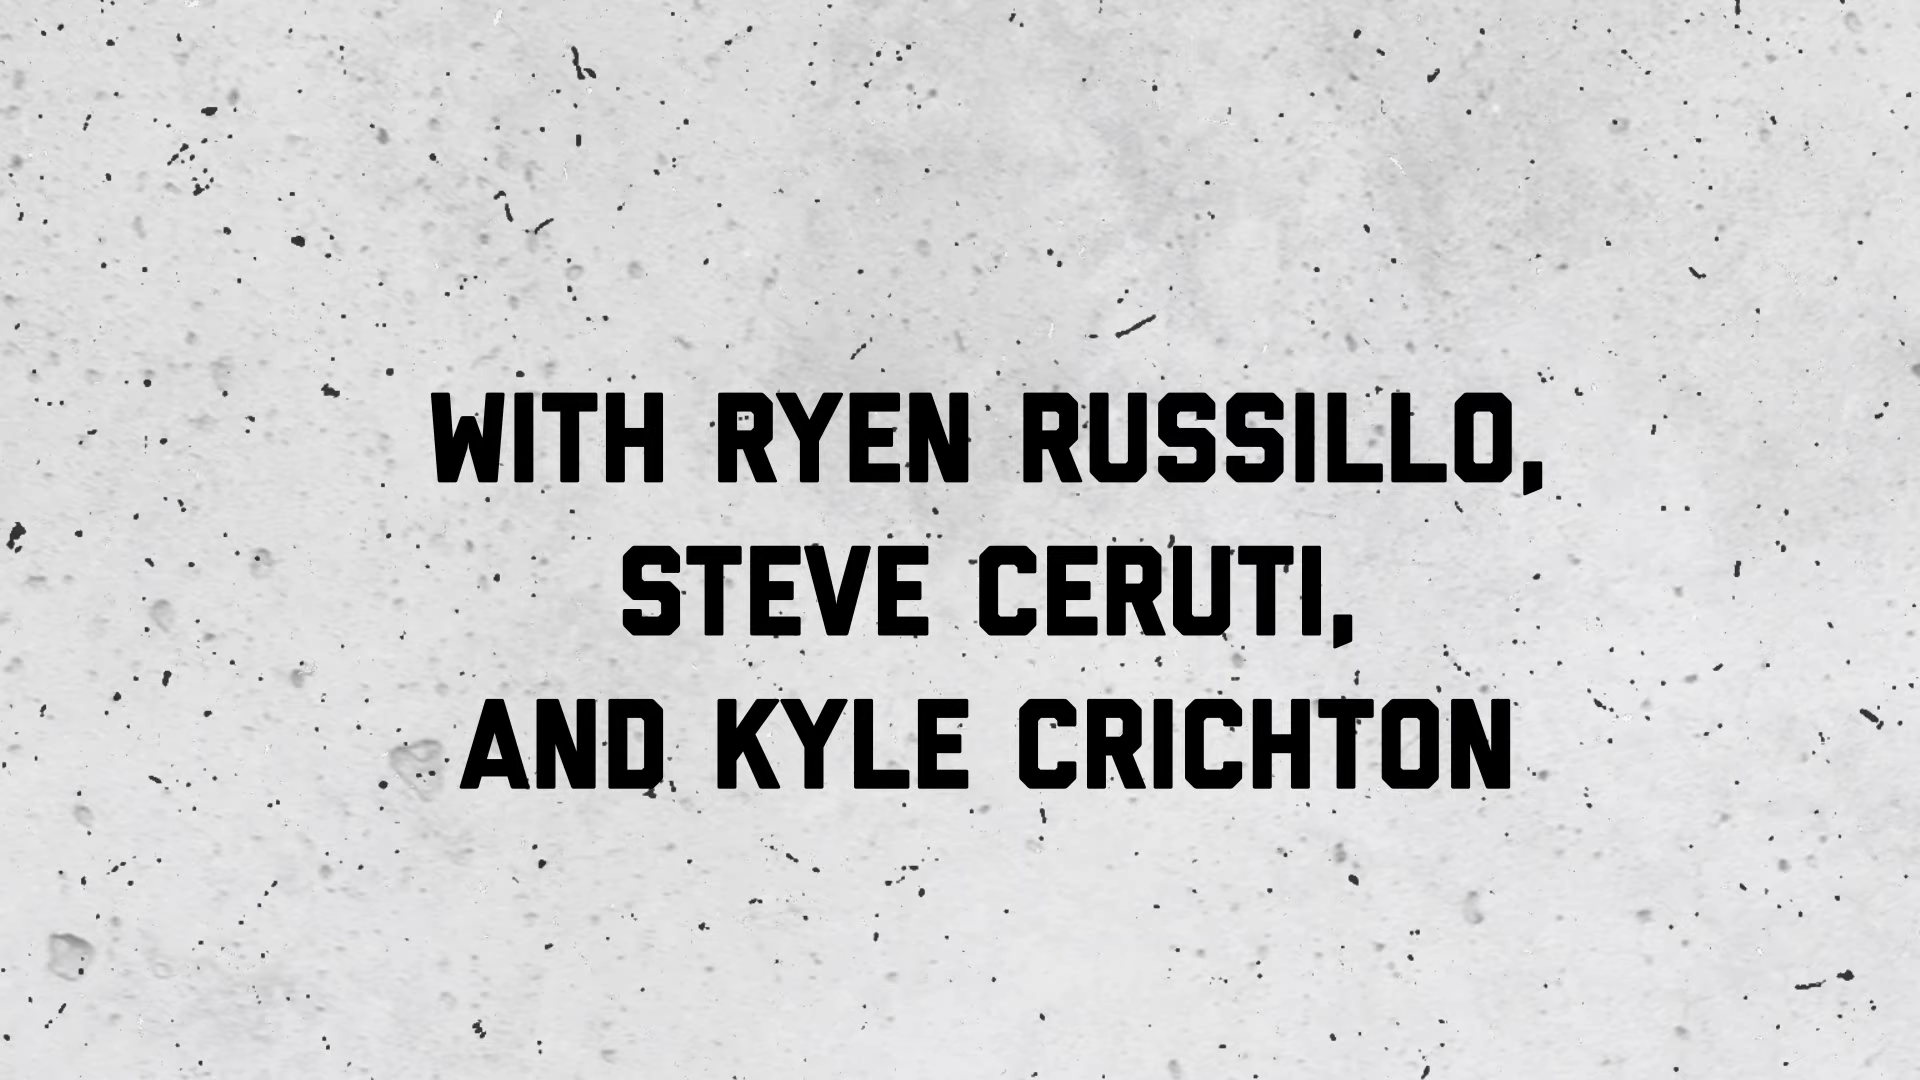 WITH RYEN RUSSILLO,
STEVE CERUTI,
AND KYLE CRICHTON